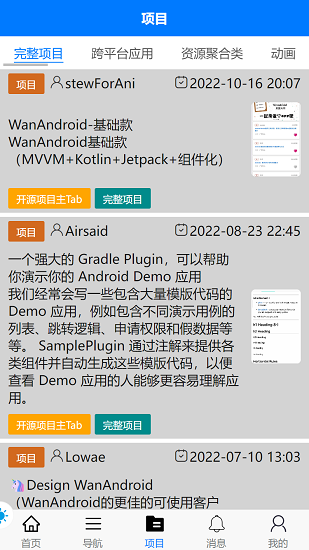 项目
完整项目 跨平台应用 资源聚合类 动画
项目 stewForAni 2022-10-16 20:07
WanAndroid-基础款
WanAndroid基础款
（MVVM+Kotlin+Jetpack+组件化）
开源项目主Tab 完整项目
项目 Airsaid 2022-08-23 22:45
一个强大的 Gradle Plugin，可以帮助
你演示你的 Android Demo 应用
我们经常会写一些包含大量模版代码的
Demo 应用，例如包含不同演示用例的
列表、跳转逻辑、申请权限和假数据等
等。 SamplePlugin 通过注解来提供各
类组件并自动生成这些模版代码，以便
查看 Demo 应用的人能够更容易理解应
用。
开源项目主Tab 完整项目
项目 Lowae 2022-07-10 13:03
🦄Design WanAndroid
(WanAndroid的更佳的可使用客户
首页 导航 项目 消息 我的